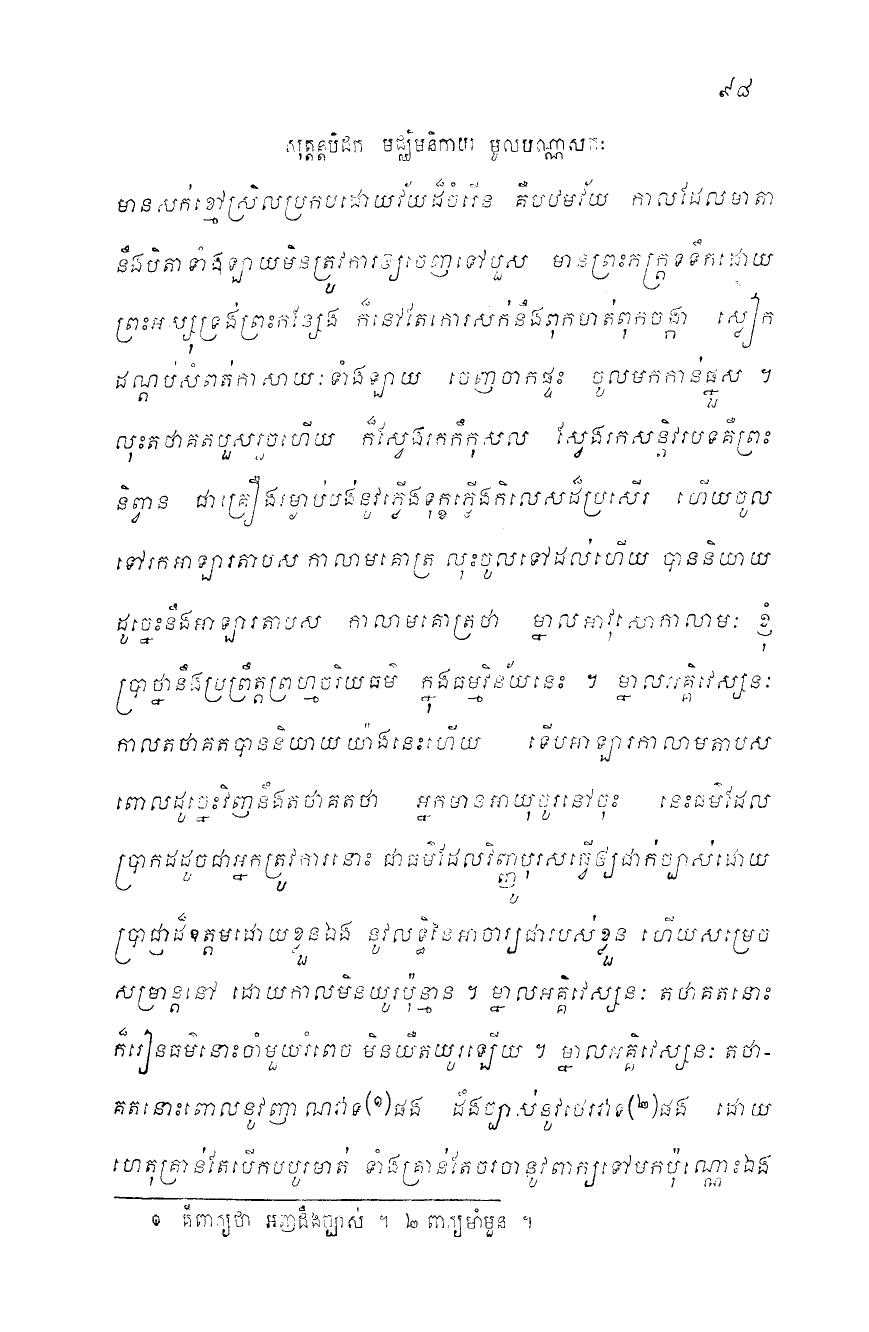 ៩៨
សុត្តន្តបិដក មជ្ឈិមនិកាយ មូលបណ្ណាសកៈ
មានសក់ខ្មៅស្រិលប្រកបដោយវ័យដ៏ចំរើន គឺបឋមវ័យ កាលដែលមាតា
នឹងបិតាទាំងឡាយមិនត្រូវការឲ្យចេញទៅបួស មានព្រះភក្ត្រទទឹកដោយ
ព្រះអស្សុទ្រង់ព្រះកន្សែង ក៏នៅតែកោរសក់នឹងពុកមាត់ពុកចង្កា ស្លៀក
ដណ្តប់សំពត់កាសាយៈទាំងឡាយ ចេញចាកផ្ទះ ចូលមកកាន់ផ្នួស ។
លុះតថាគតបួសរួចហើយ ក៏ស្វែងរកកឹកុសល ស្វែងរកសន្តិវរបទគឺព្រះ
និព្វាន ជាគ្រឿងរម្លាប់បង់នូវភ្លើងទុក្ខភ្លើងកិលេសដ៏ប្រសើរ ហើយចូល
ទៅរកអាឡារតាបស កាលាមគោត្រ លុះចូលទៅដល់ហើយ បាននិយាយ
ដូច្នេះនឹងអាឡារតាបស កាលាមគោត្រថា ម្នាលអាវុសោកាលាមៈ ខ្ញុំ
ប្រាថ្នានឹងប្រព្រឹត្តព្រហ្មចរិយធម៌ ក្នុងធម្មវិន័យនេះ ។ ម្នាលអគ្គិវេស្សនៈ
កាលតថាគតបាននិយាយយ៉ាងនេះហើយ ទើបអាឡារកាលាមតាបស
ពោលដូច្នេះវិញនឹងតថាគតថា អ្នកមានអាយុចូរនៅចុះ នេះធម៌ដែល
ប្រាកដដូចជាអ្នកត្រូវការនោះ ជាធម៌ដែលវិញ្ញូបុរសធ្វើឲ្យជាក់ច្បាស់ដោយ
ប្រាជ្ញាដ៏ឧត្តមដោយខ្លួនឯង នូវលទ្ធិនៃអាចារ្យជារបស់ខ្លួន ហើយសម្រេច
សម្រាន្តនៅ ដោយកាលមិនយូរប៉ុន្មាន ។ ម្នាលអគ្គិវេស្សនៈ តថាគតនោះ
ក៏រៀនធម៌នោះចាំមួយរំពេច មិនយឺតយូរឡើយ ។ ម្នាលអគ្គិវេស្សនៈ តថា-
គតនោះពោលនូវញាណវាទ(១)ផង ដឹងច្បាស់នូវថេរវាទ(២)ផង ដោយ
ហេតុគ្រាន់តែបើកបបូរមាត់ ទាំងគ្រាន់តែចរចានូវពាក្យទៅមកប៉ុណ្ណោះឯង
១ គឺពាក្យថា អញដឹងច្បាស់ ។ ២ ពាក្យមាំមួន ។